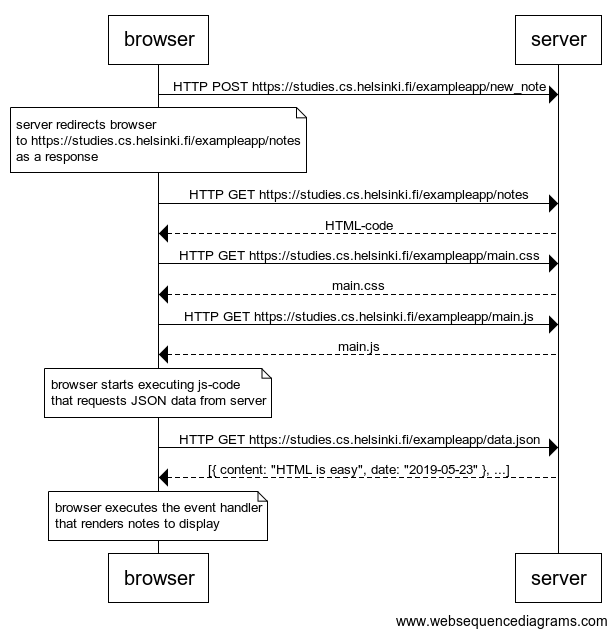 browser
server
HTTP POST https://studies.cs.helsinki.fi/exampleapp/new_note
server redirects browser
to https://studies.cs.helsinki.fi/exampleapp/notes
as a response
HTTP GET https://studies.cs.helsinki.fi/exampleapp/notes
HTML-code
HTTP GET https://studies.cs.helsinki.fi/exampleapp/main.css
main.css
HTTP GET https://studies.cs.helsinki.fi/exampleapp/main.js
main.js
browser starts executing js-code
that requests JSON data from server
HTTP GET https://studies.cs.helsinki.fi/exampleapp/data.json
[{ content: "HTML is easy", date: "2019-05-23" }, ...]
browser executes the event handler
that renders notes to display
browser
server
www.websequencediagrams.com